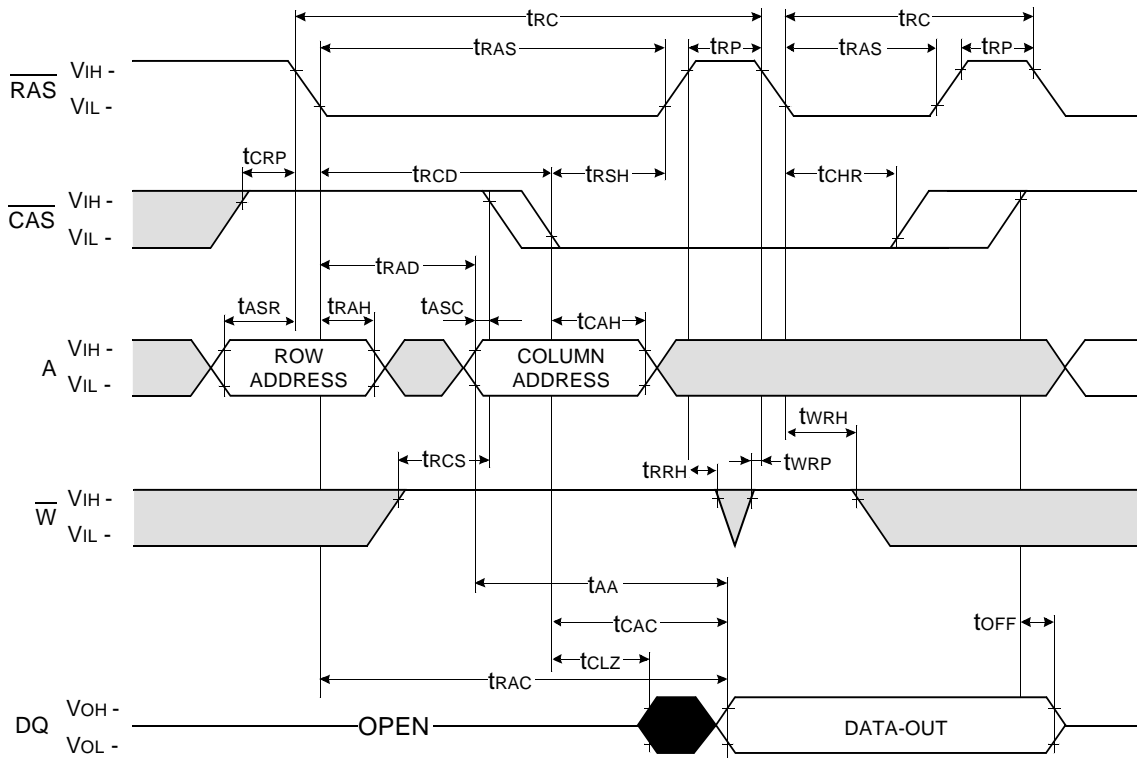 tRC tRC
tRAS tRP tRAS tRP
RAS VIH -
VIL -
tCRP tRCD tRSH tCHR
CAS VIH -
VIL -
tRAD
tASR tRAH tASC tCAH
A VIH -
VIL -
ROW
ADDRESS
COLUMN
ADDRESS
tWRH
tRCS tRRH tWRP
W VIH -
VIL -
tAA
tCAC tOFF
tCLZ
tRAC
DQ VOH -
VOL -
OPEN DATA-OUT